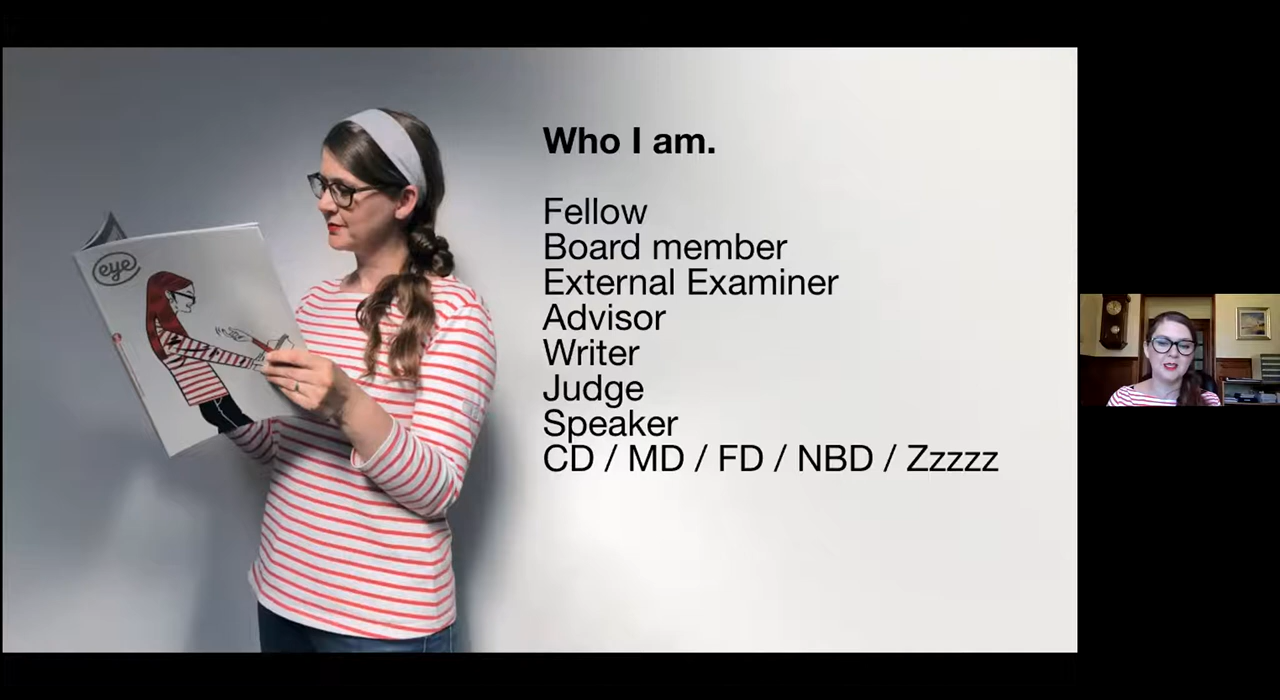 eye
Who I am.
Fellow
Board member
External Examiner
Advisor
Writer
Judge
Speaker
CD / MD / FD / NBD / Zzzzz